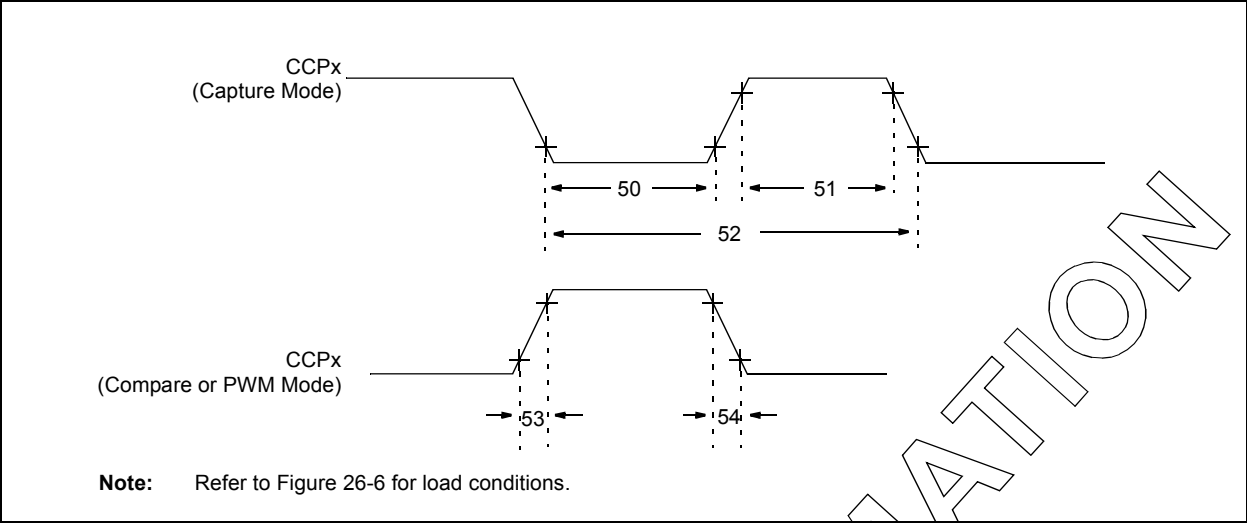 CCPx
(Capture Mode)
50
51
52
CCPx
(Compare or PWM Mode)
53
54
Note: Refer to Figure 26-6 for load conditions.
MATION